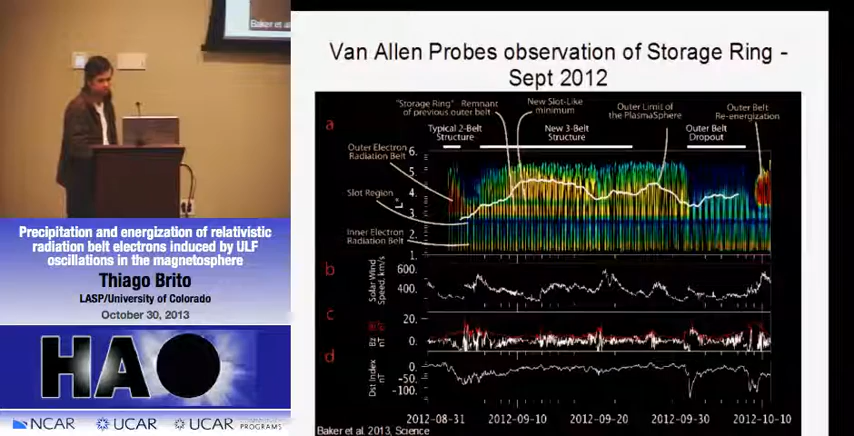 Baker et al
Van Allen Probes observation of Storage Ring -
Sept 2012
a
"Storage Ring" Remnant
of previous outer belt
New Slot-Like
minimum
Outer Limit of
the PlasmaSphere
Outer Belt
Re-energization
Typical 2-Belt
Structure
New 3-Belt
Structure
Outer Belt
Dropout
Outer Electron
Radiation Belt
Slot Region
Inner Electron
Radiation Belt
6.
5.
4.
3.
2.
1.
L*
b
Solar Wind
Speed, km/s
600.
400.
c
Bz
nT
20.
0.
d
Dst Index
nT
0.
-50.
-100.
2012-08-31 2012-09-10 2012-09-20 2012-09-30 2012-10-10
Baker et al. 2013, Science
Precipitation and energization of relativistic
radiation belt electrons induced by ULF
oscillations in the magnetosphere
Thiago Brito
LASP/University of Colorado
October 30, 2013
HAO
NCAR UCAR UCAR
PROGRAMS